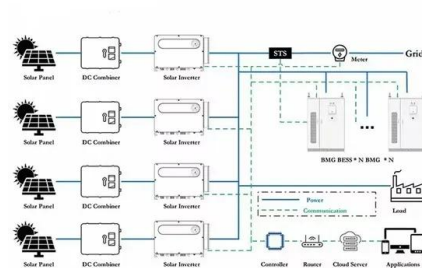 STS
Grid
Meter
Solar Panel
DC Combiner
Solar Inverter
Solar Panel
DC Combiner
Solar Inverter
BMG BESS * N BMG * N
Solar Panel
DC Combiner
Solar Inverter
Power
Communication
Load
Solar Panel
DC Combiner
Solar Inverter
Controller
Router
Cloud Server
Applications